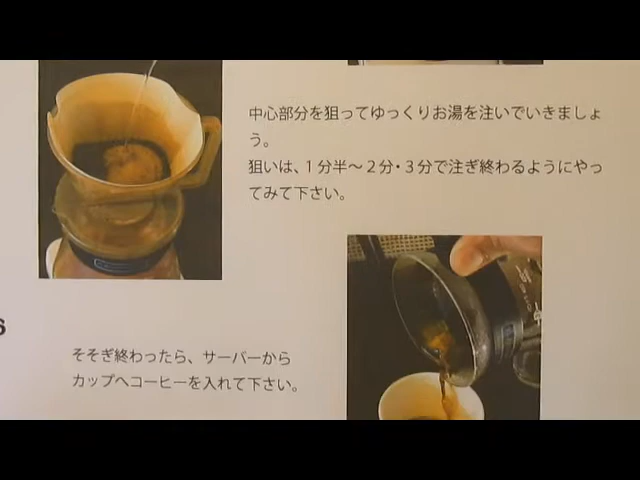 中心部分を狙ってゆっくりお湯を注いでいきましょ
う。
狙いは、1分半〜2分・3分で注ぎ終わるようにやっ
てみて下さい。
6
そそぎ終わったら、サーバーから
カップへコーヒーを入れて下さい。